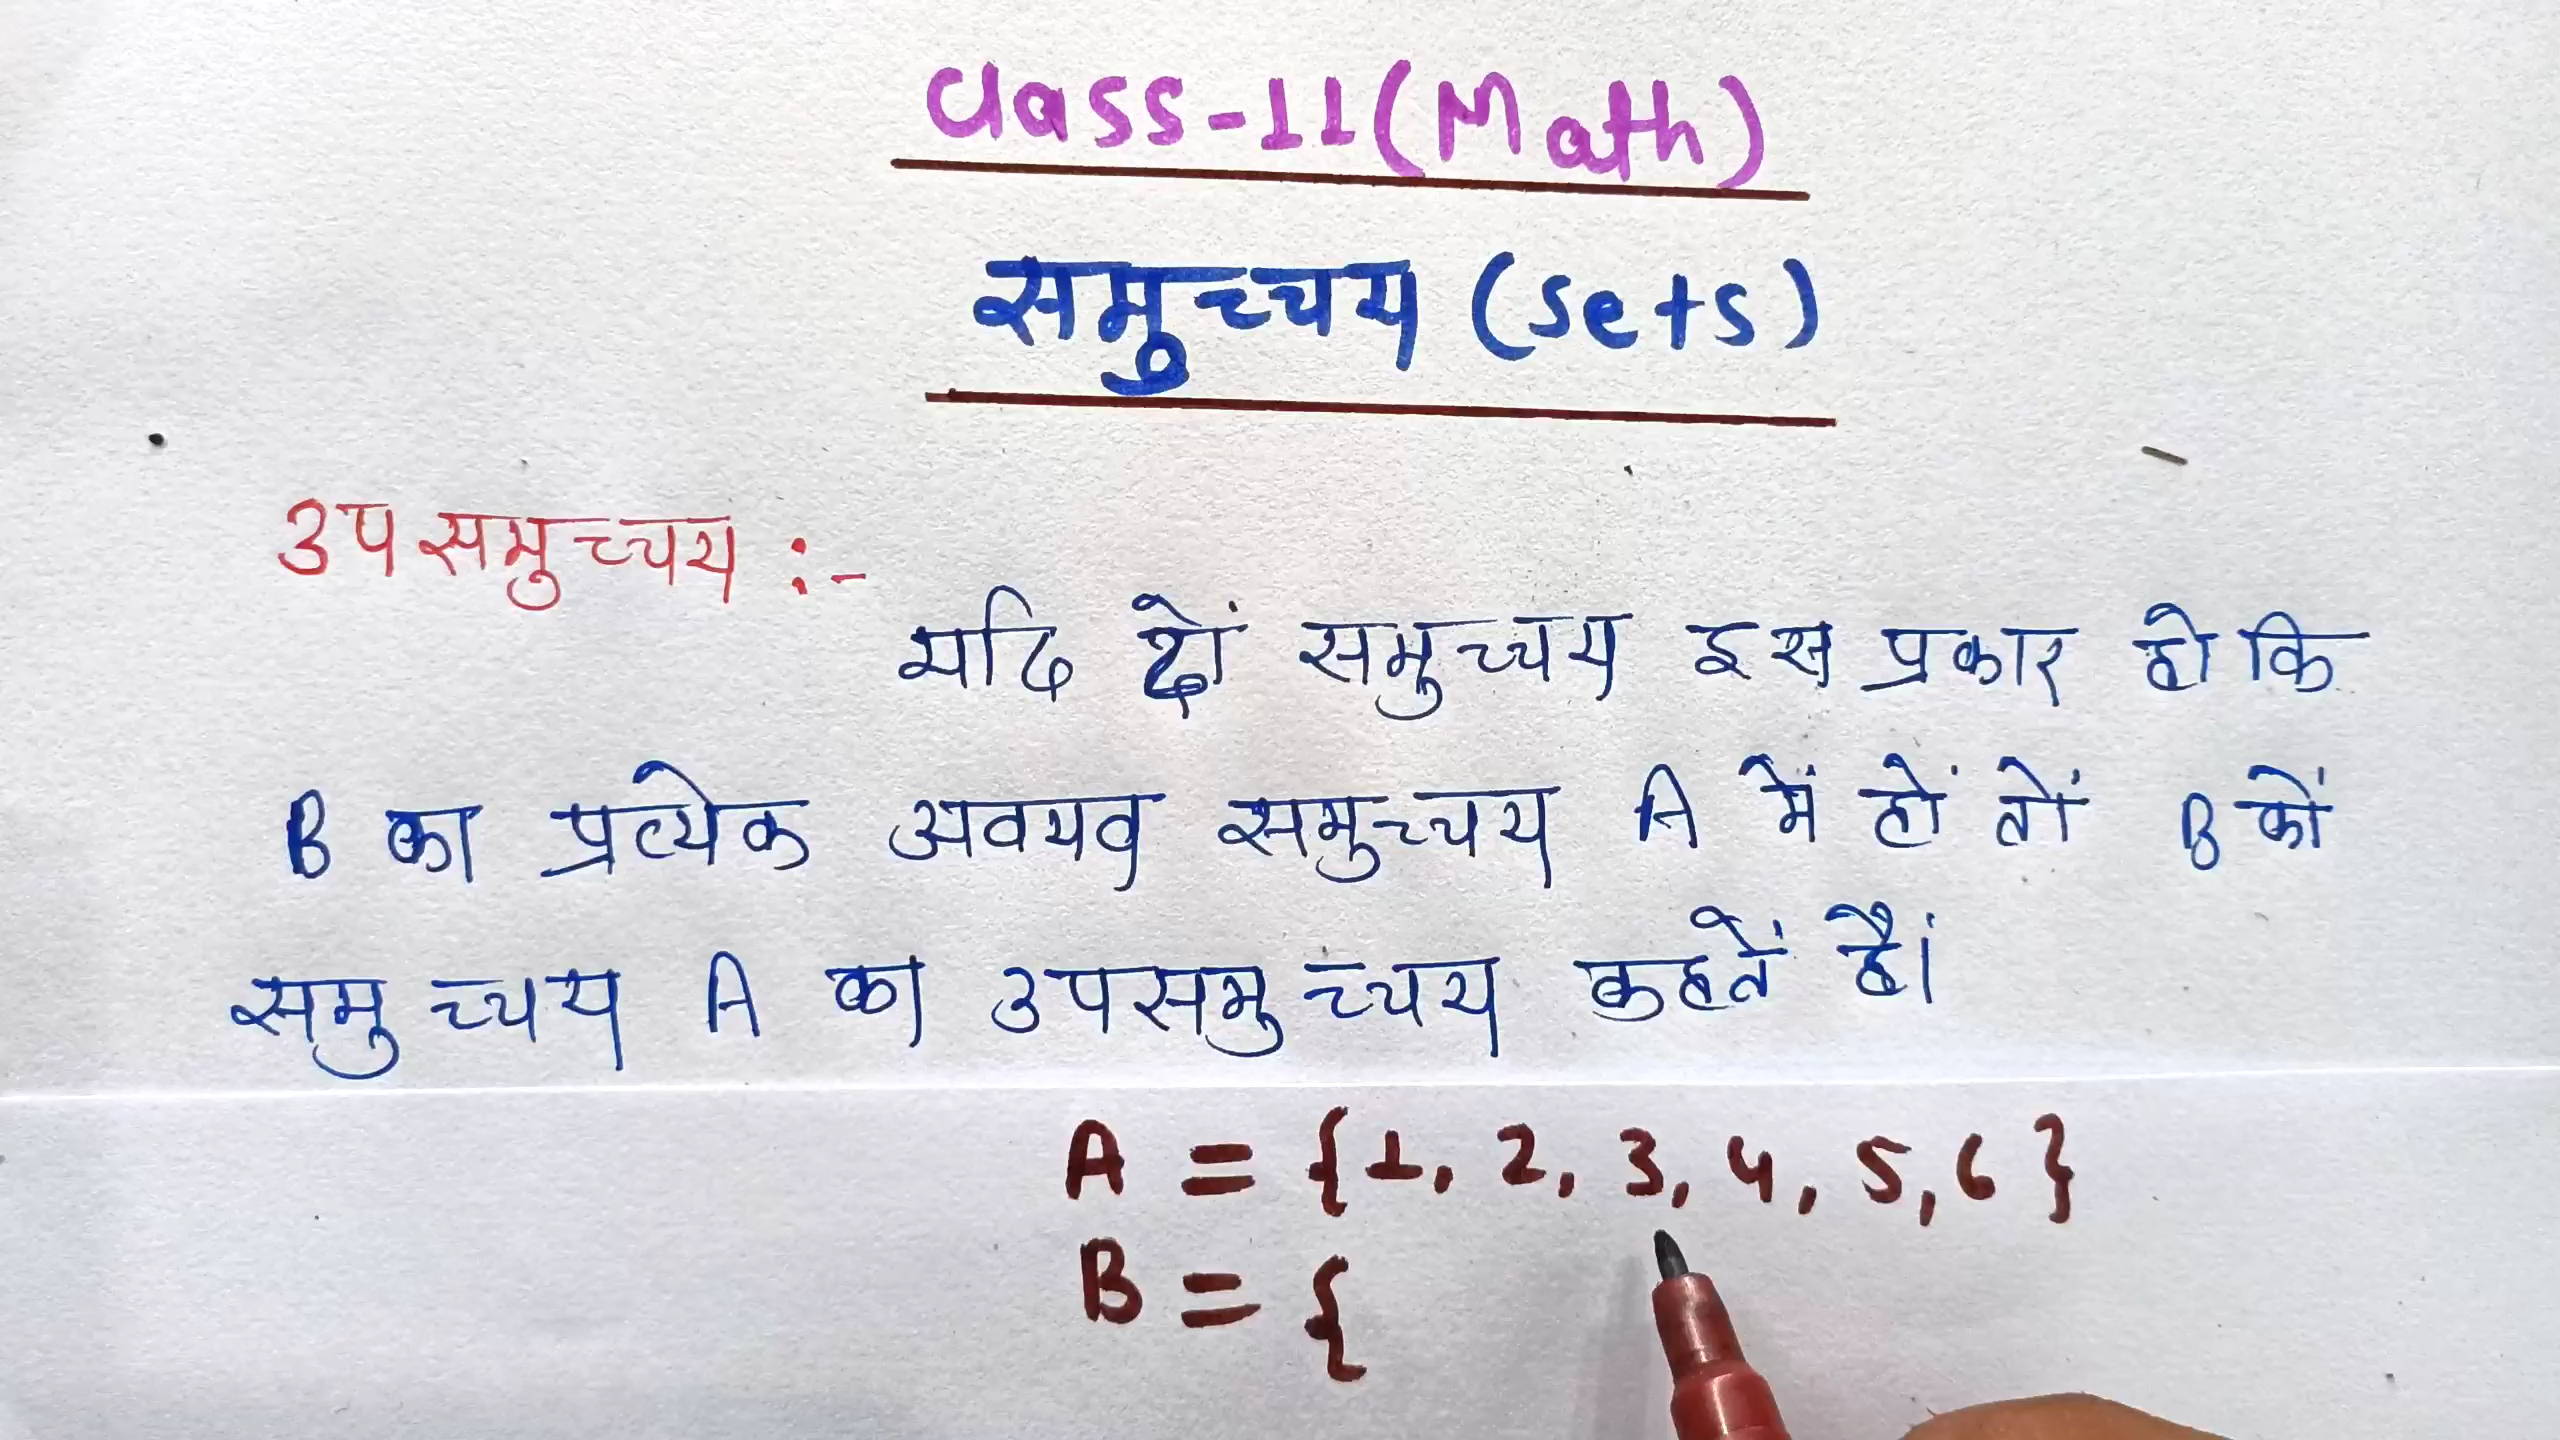 Class-11 (Math)
समुच्चय (Sets)
उपसमुच्चय :-
यदि दों समुच्चय इस प्रकार हो कि
B का प्रत्येक अवयव समुच्चय A में हों तों B कों
समुच्चय A का उपसमुच्चय कहतें हैं।
A = {1, 2, 3, 4, 5, 6}
B = {